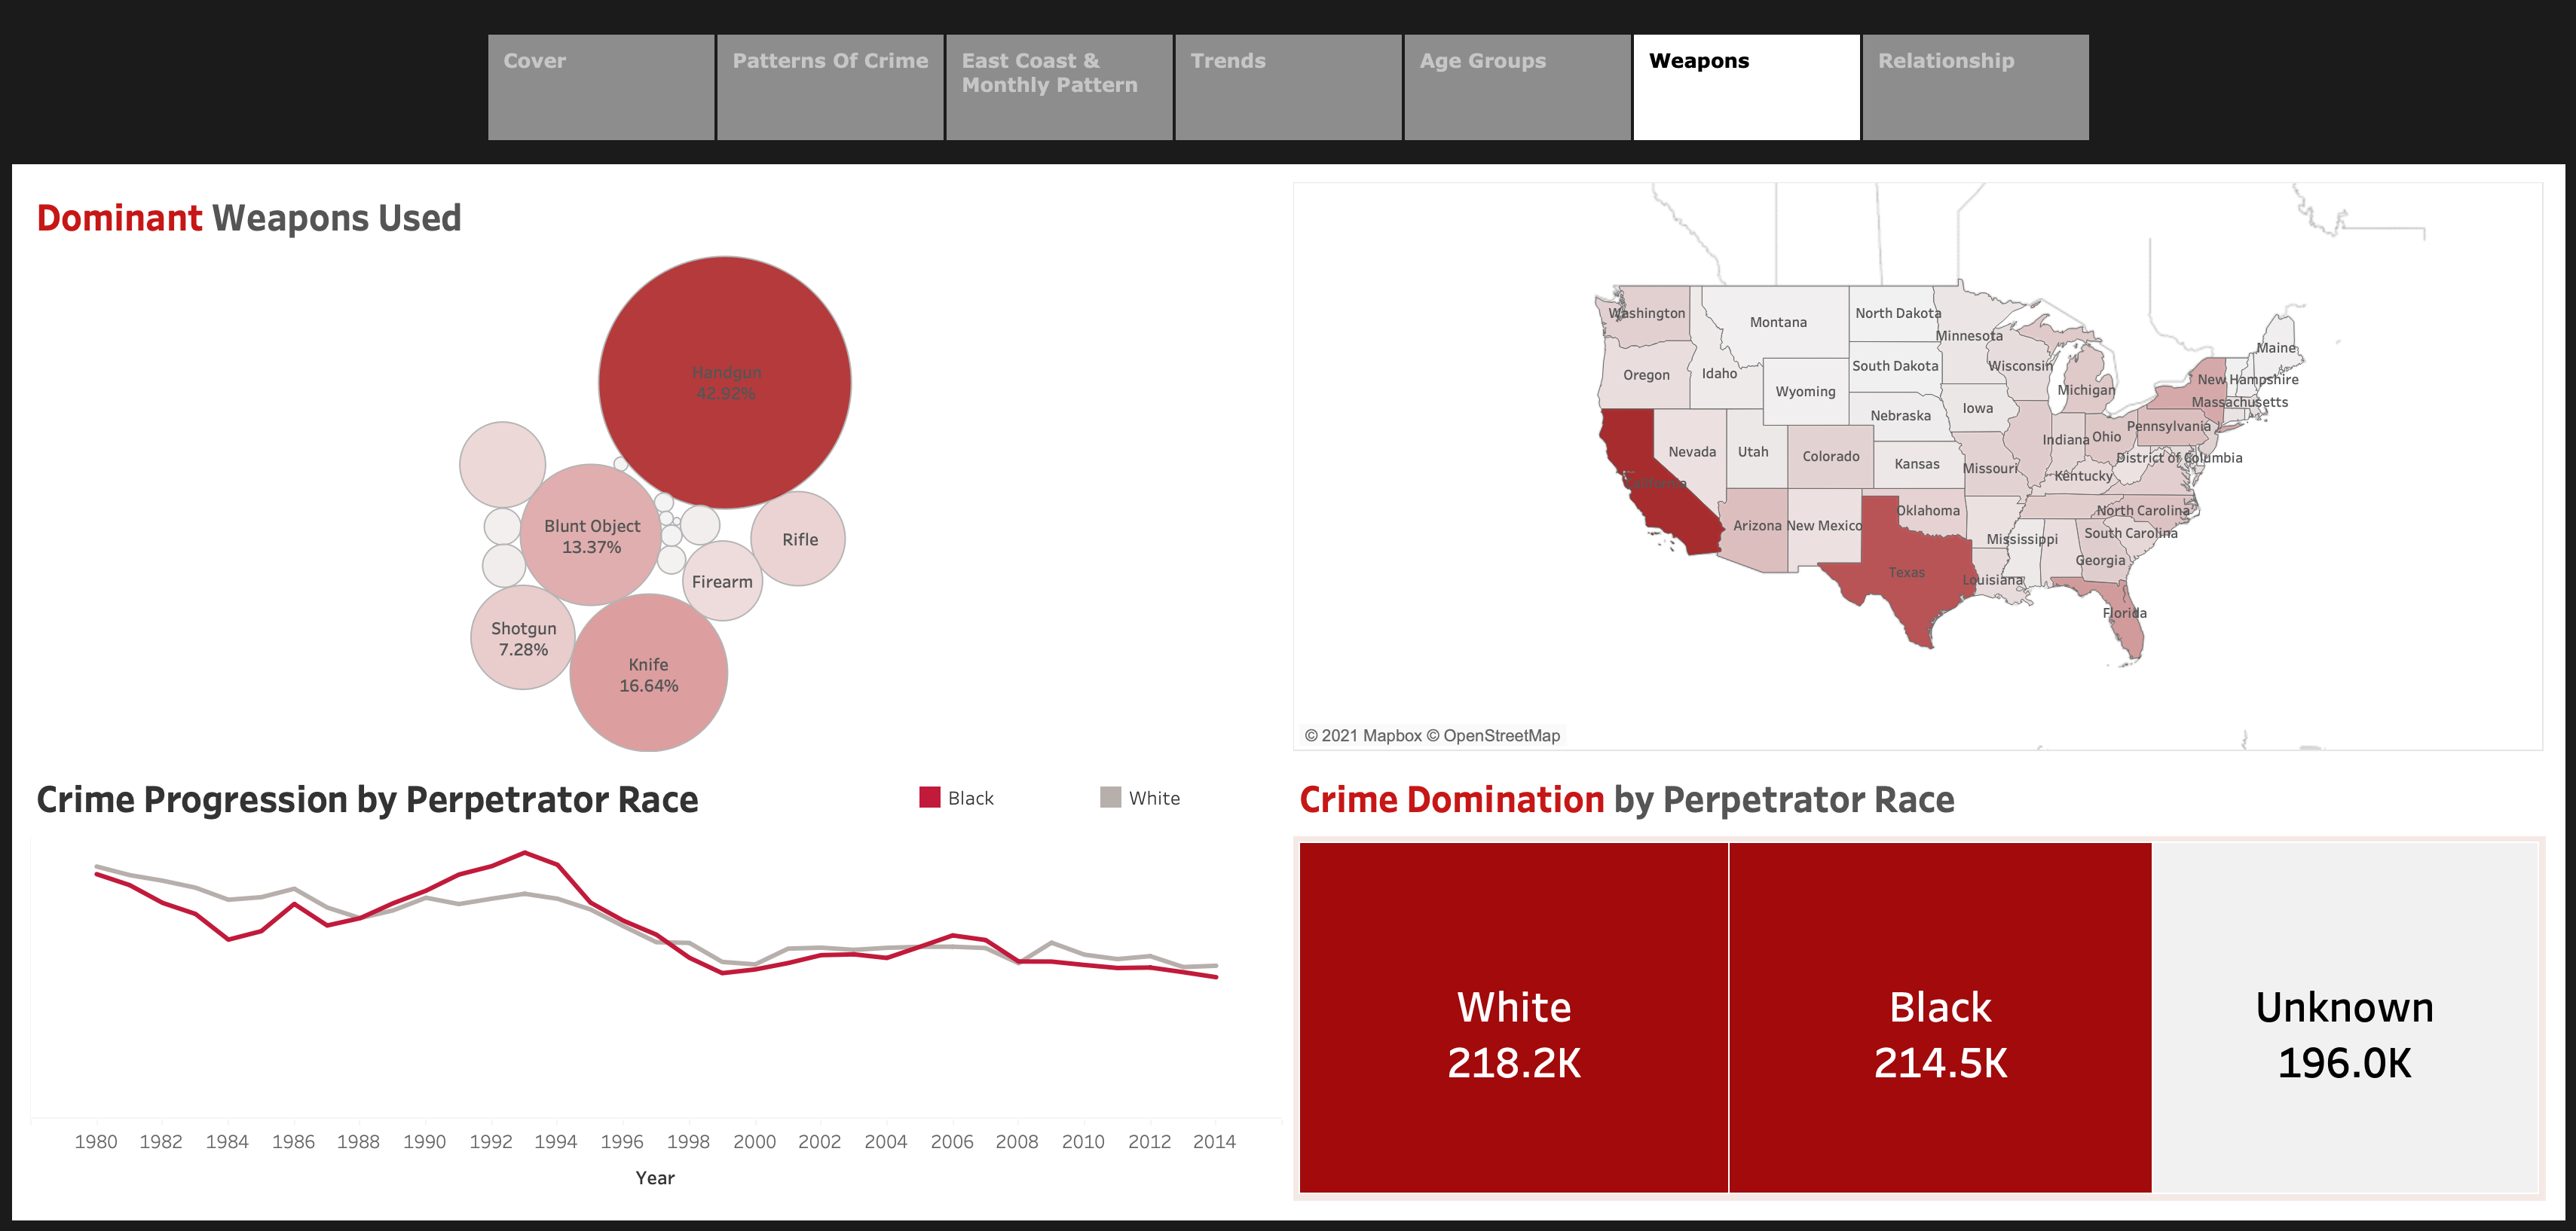 Cover
Patterns Of Crime
East Coast &
Monthly Pattern
Trends
Age Groups
Weapons
Relationship
Dominant Weapons Used
Handgun
42.92%
Blunt Object
13.37%
Rifle
Firearm
Shotgun
7.28%
Knife
16.64%
Washington
Montana
North Dakota
Minnesota
Maine
Oregon
Idaho
South Dakota
Wisconsin
Michigan
New Hampshire
Wyoming
Massachusetts
Nebraska
Iowa
Pennsylvania
Nevada
Utah
Colorado
Kansas
Missouri
Indiana
Ohio
District of Columbia
Kentucky
California
Arizona
New Mexico
Oklahoma
North Carolina
Mississippi
South Carolina
Georgia
Texas
Louisiana
Florida
© 2021 Mapbox © OpenStreetMap
Crime Progression by Perpetrator Race
Black
White
1980 1982 1984 1986 1988 1990 1992 1994 1996 1998 2000 2002 2004 2006 2008 2010 2012 2014
Year
Crime Domination by Perpetrator Race
White
218.2K
Black
214.5K
Unknown
196.0K